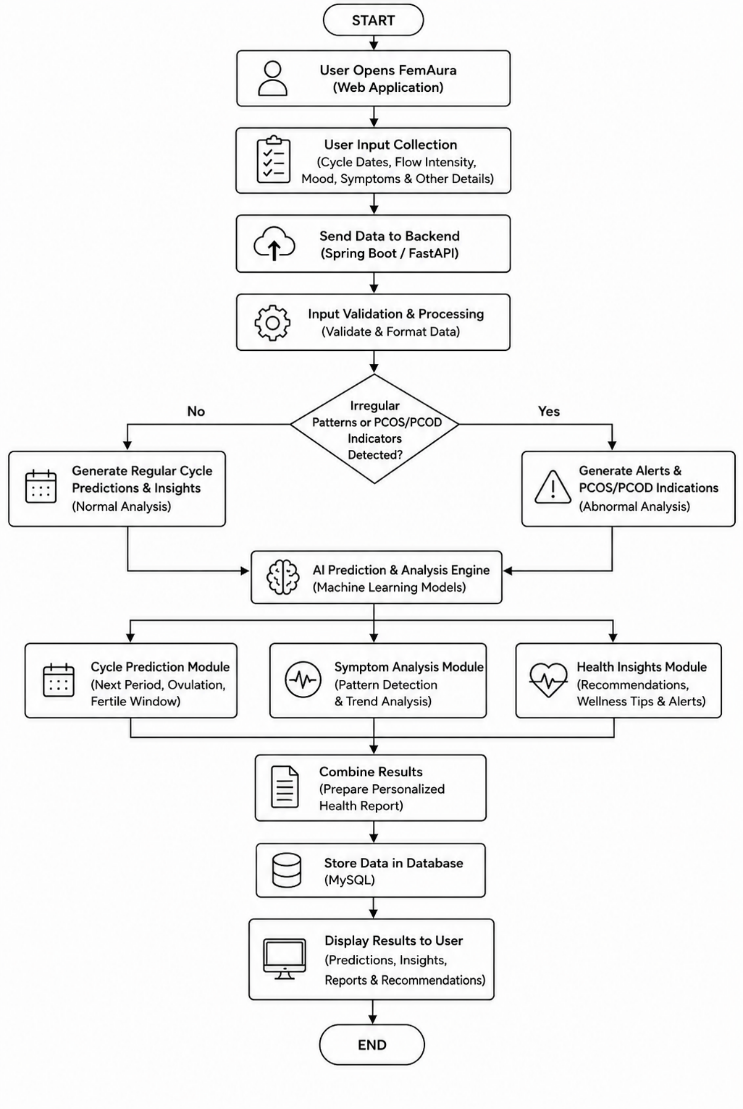 START
User Opens FemAura
(Web Application)
User Input Collection
(Cycle Dates, Flow Intensity,
Mood, Symptoms & Other Details)
Send Data to Backend
(Spring Boot / FastAPI)
Input Validation & Processing
(Validate & Format Data)
Irregular
Patterns or PCOS/PCOD
Indicators
Detected?
No
Yes
Generate Regular Cycle
Predictions & Insights
(Normal Analysis)
Generate Alerts &
PCOS/PCOD Indications
(Abnormal Analysis)
AI Prediction & Analysis Engine
(Machine Learning Models)
Cycle Prediction Module
(Next Period, Ovulation,
Fertile Window)
Symptom Analysis Module
(Pattern Detection
& Trend Analysis)
Health Insights Module
(Recommendations,
Wellness Tips & Alerts)
Combine Results
(Prepare Personalized
Health Report)
Store Data in Database
(MySQL)
Display Results to User
(Predictions, Insights,
Reports & Recommendations)
END